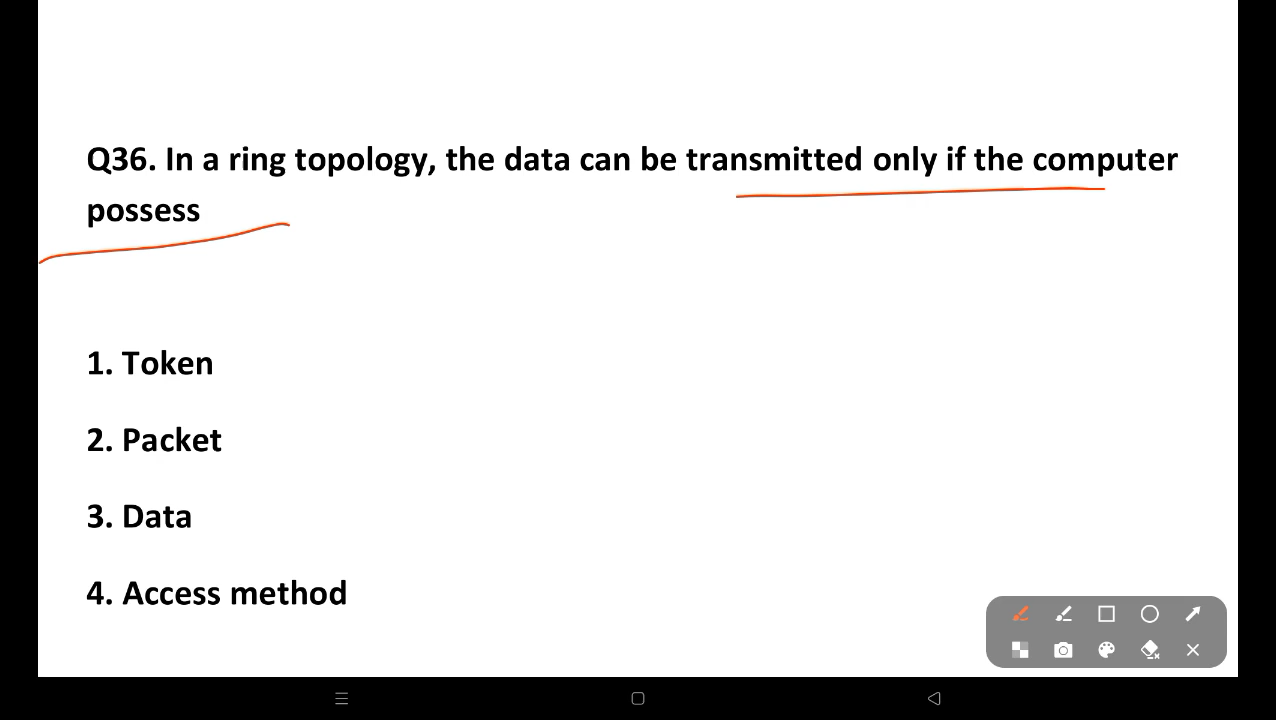 Q36. In a ring topology, the data can be transmitted only if the computer
possess
1. Token
2. Packet
3. Data
4. Access method